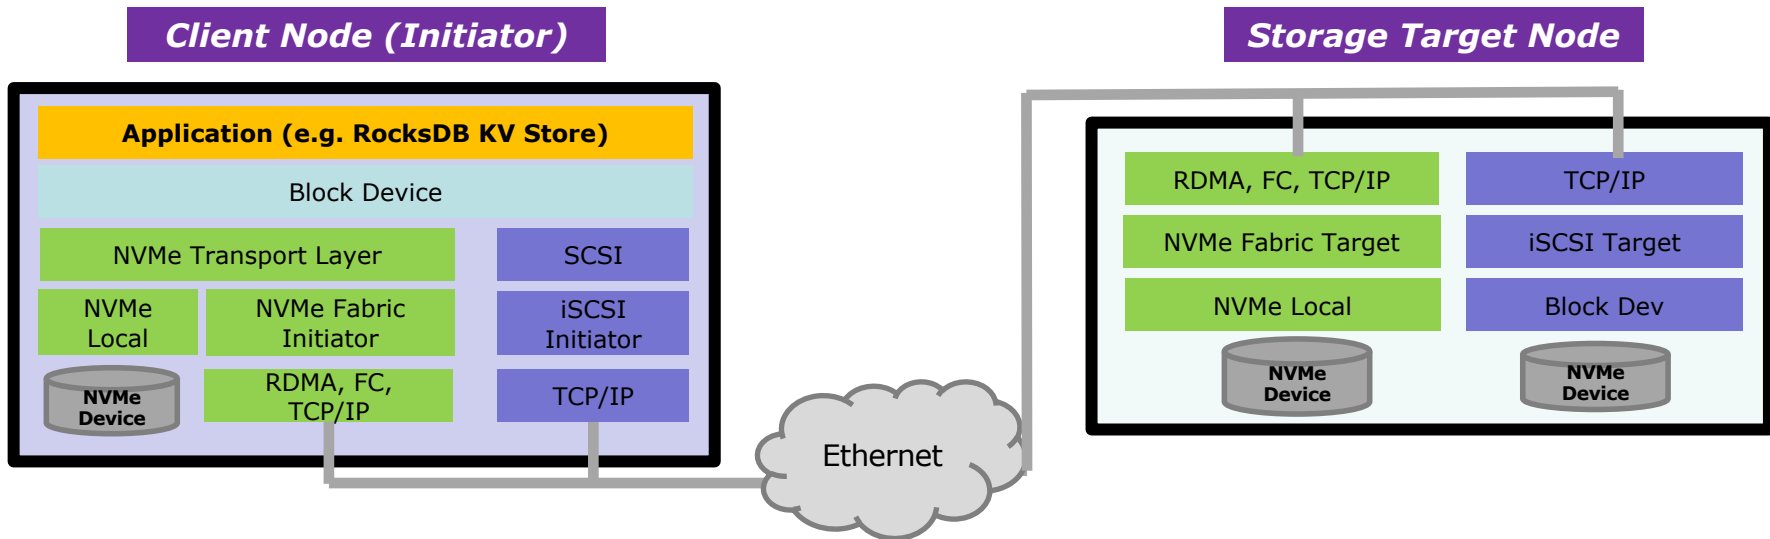 Client Node (Initiator)
Storage Target Node
Application (e.g. RocksDB KV Store)
Block Device
NVMe Transport Layer
SCSI
NVMe
Local
NVMe Fabric
Initiator
iSCSI
Initiator
NVMe
Device
RDMA, FC,
TCP/IP
TCP/IP
Ethernet
RDMA, FC, TCP/IP
TCP/IP
NVMe Fabric Target
iSCSI Target
NVMe Local
Block Dev
NVMe
Device
NVMe
Device